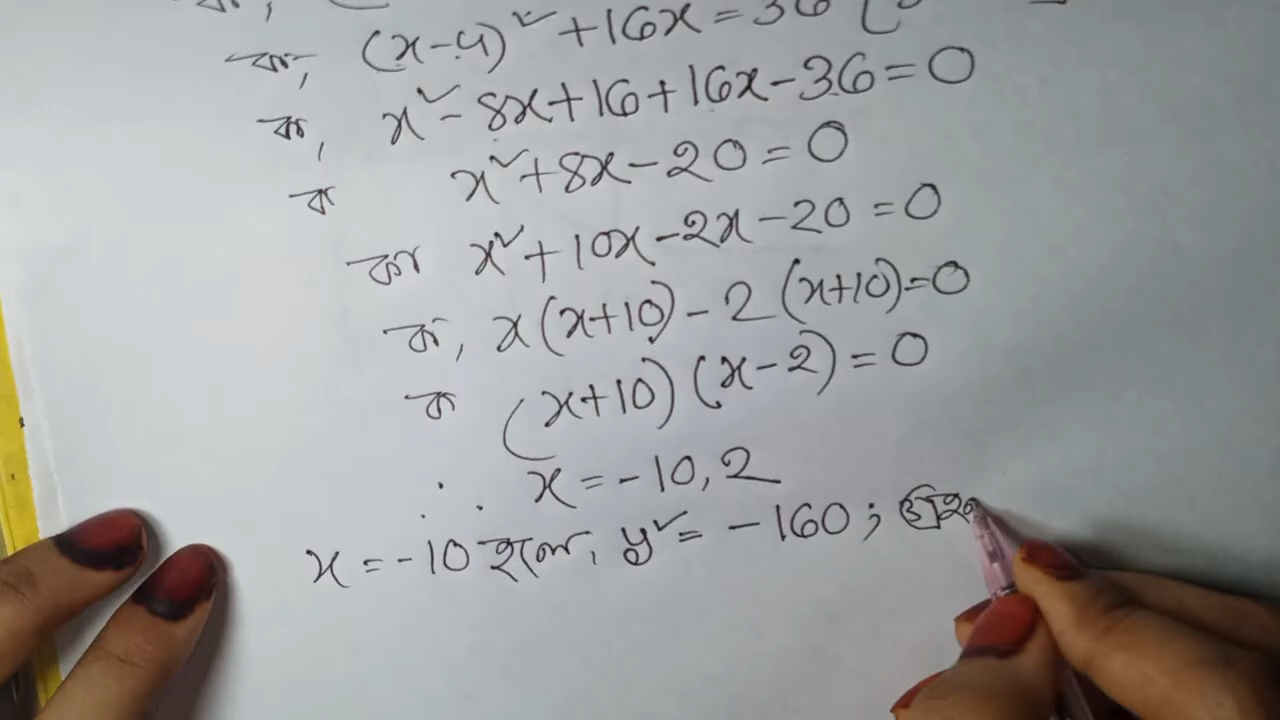 বা, (x-4)² + 16x = 36
বা, x² - 8x + 16 + 16x - 36 = 0
বা x² + 8x - 20 = 0
বা x² + 10x - 2x - 20 = 0
বা, x(x+10) - 2(x+10) = 0
বা (x+10)(x-2) = 0
∴ x = -10, 2
x = -10 হলে, y² = -160;